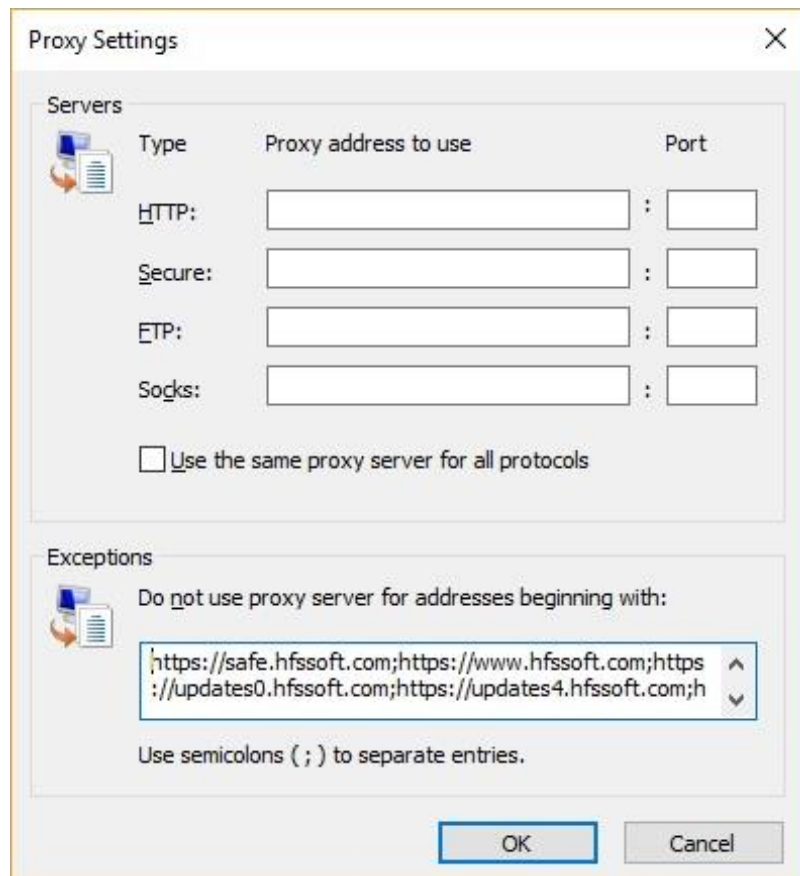 Proxy Settings
Servers
Type Proxy address to use Port
HTTP: :
Secure: :
FTP: :
Socks: :
Use the same proxy server for all protocols
Exceptions
Do not use proxy server for addresses beginning with:
https://safe.hfssoft.com;https://www.hfssoft.com;https
://updates0.hfssoft.com;https://updates4.hfssoft.com;h
Use semicolons ( ; ) to separate entries.
OK Cancel